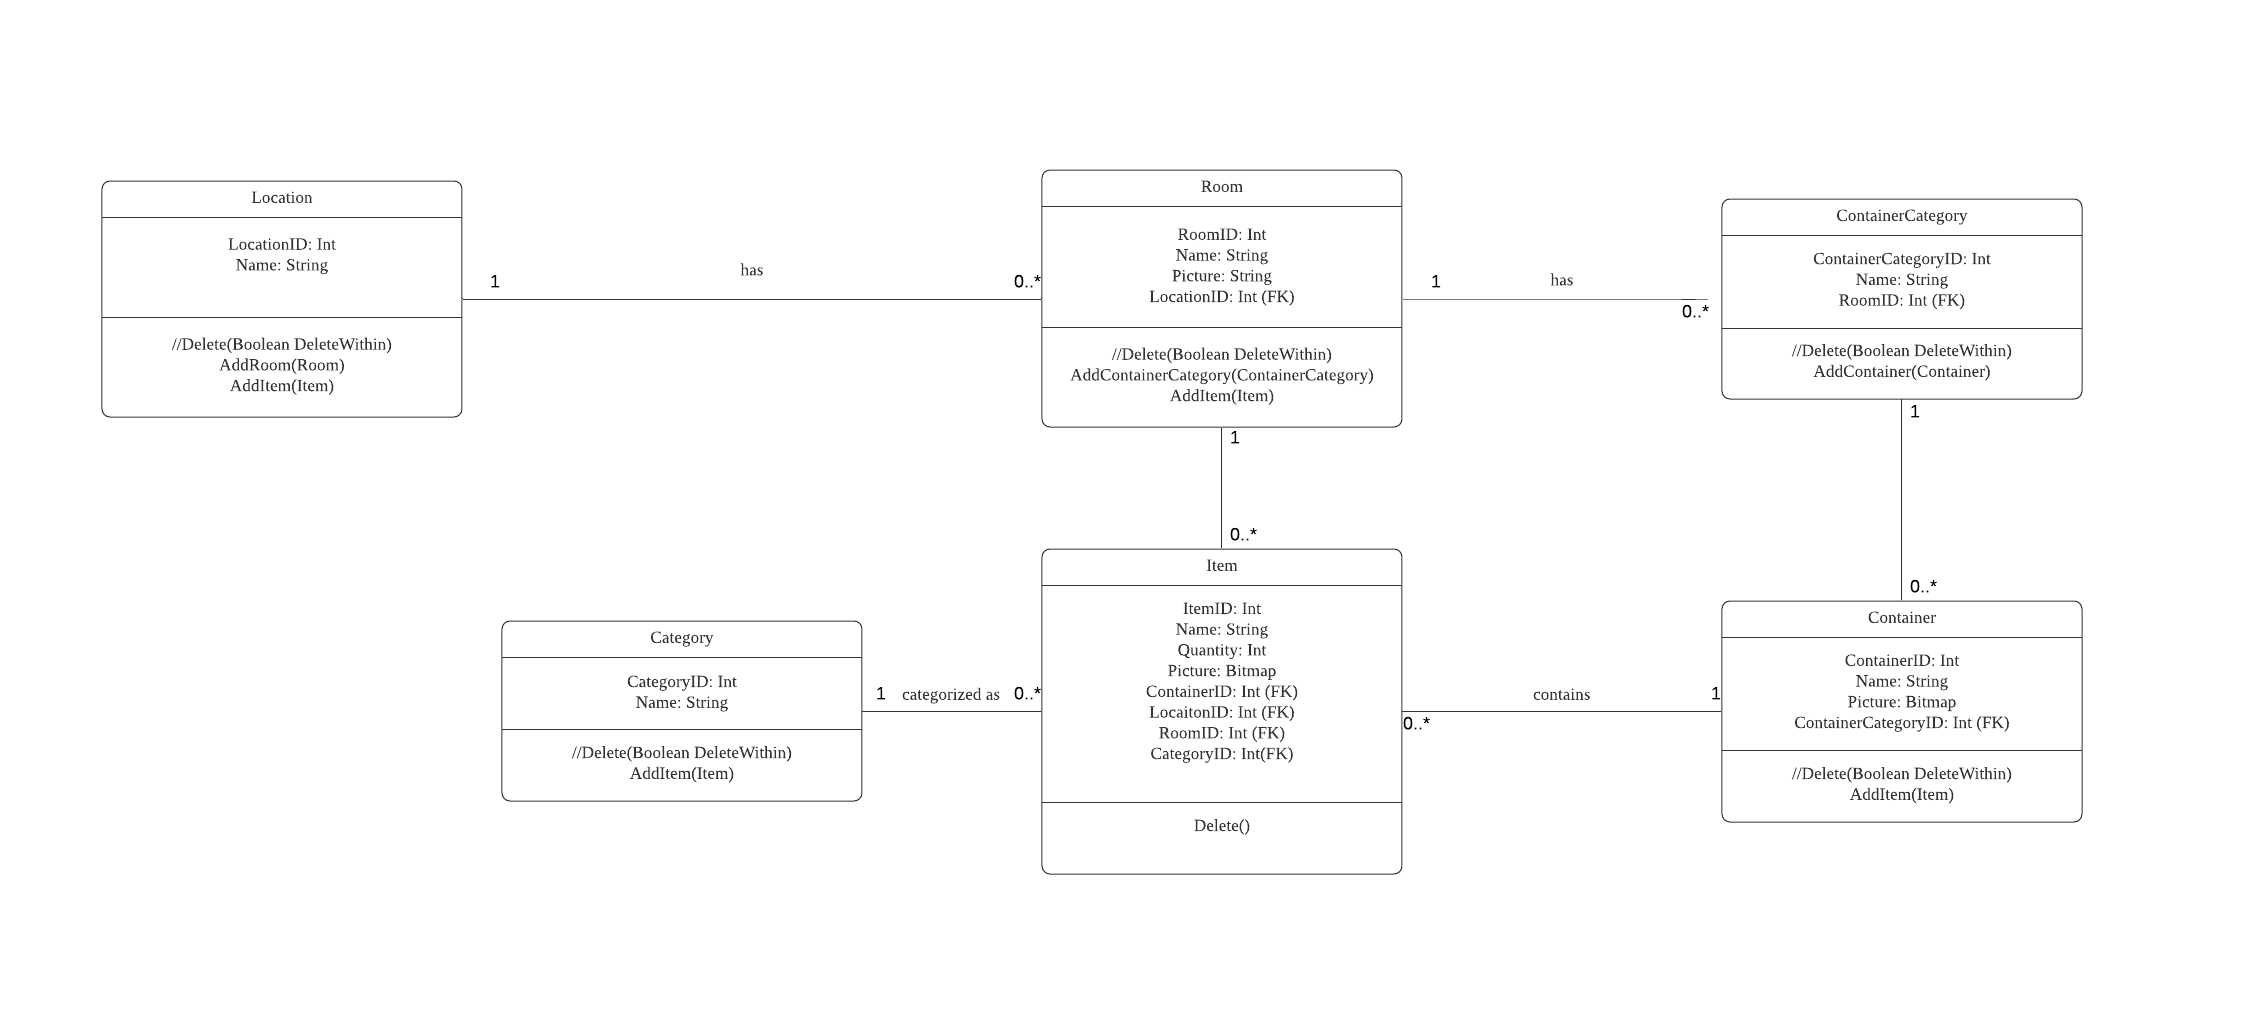 Location
LocationID: Int
Name: String
//Delete(Boolean DeleteWithin)
AddRoom(Room)
AddItem(Item)
1
has
0..*
Room
RoomID: Int
Name: String
Picture: String
LocationID: Int (FK)
//Delete(Boolean DeleteWithin)
AddContainerCategory(ContainerCategory)
AddItem(Item)
1
has
0..*
ContainerCategory
ContainerCategoryID: Int
Name: String
RoomID: Int (FK)
//Delete(Boolean DeleteWithin)
AddContainer(Container)
1
0..*
1
0..*
Category
CategoryID: Int
Name: String
//Delete(Boolean DeleteWithin)
AddItem(Item)
1
categorized as
0..*
Item
ItemID: Int
Name: String
Quantity: Int
Picture: Bitmap
ContainerID: Int (FK)
LocaitonID: Int (FK)
RoomID: Int (FK)
CategoryID: Int(FK)
Delete()
0..*
contains
1
Container
ContainerID: Int
Name: String
Picture: Bitmap
ContainerCategoryID: Int (FK)
//Delete(Boolean DeleteWithin)
AddItem(Item)